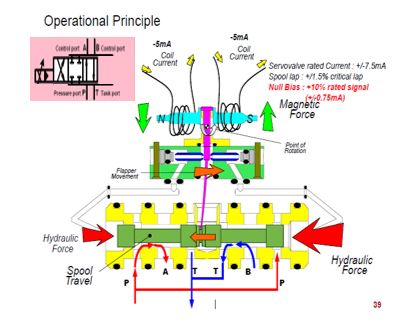 Operational Principle
Control port A B Control port
Pressure port P T Tank port
-5mA
Coil
Current
-5mA
Coil
Current
Servovalve rated Current : +/-7.5mA
Spool lap : +/1.5% critical lap
Null Bias : +10% rated signal
(+/-0.75mA)
Magnetic
Force
N
S
Point of
Rotation
Flapper
Movement
Hydraulic
Force
Hydraulic
Force
Spool
Travel
P
A
T
T
B
P
39